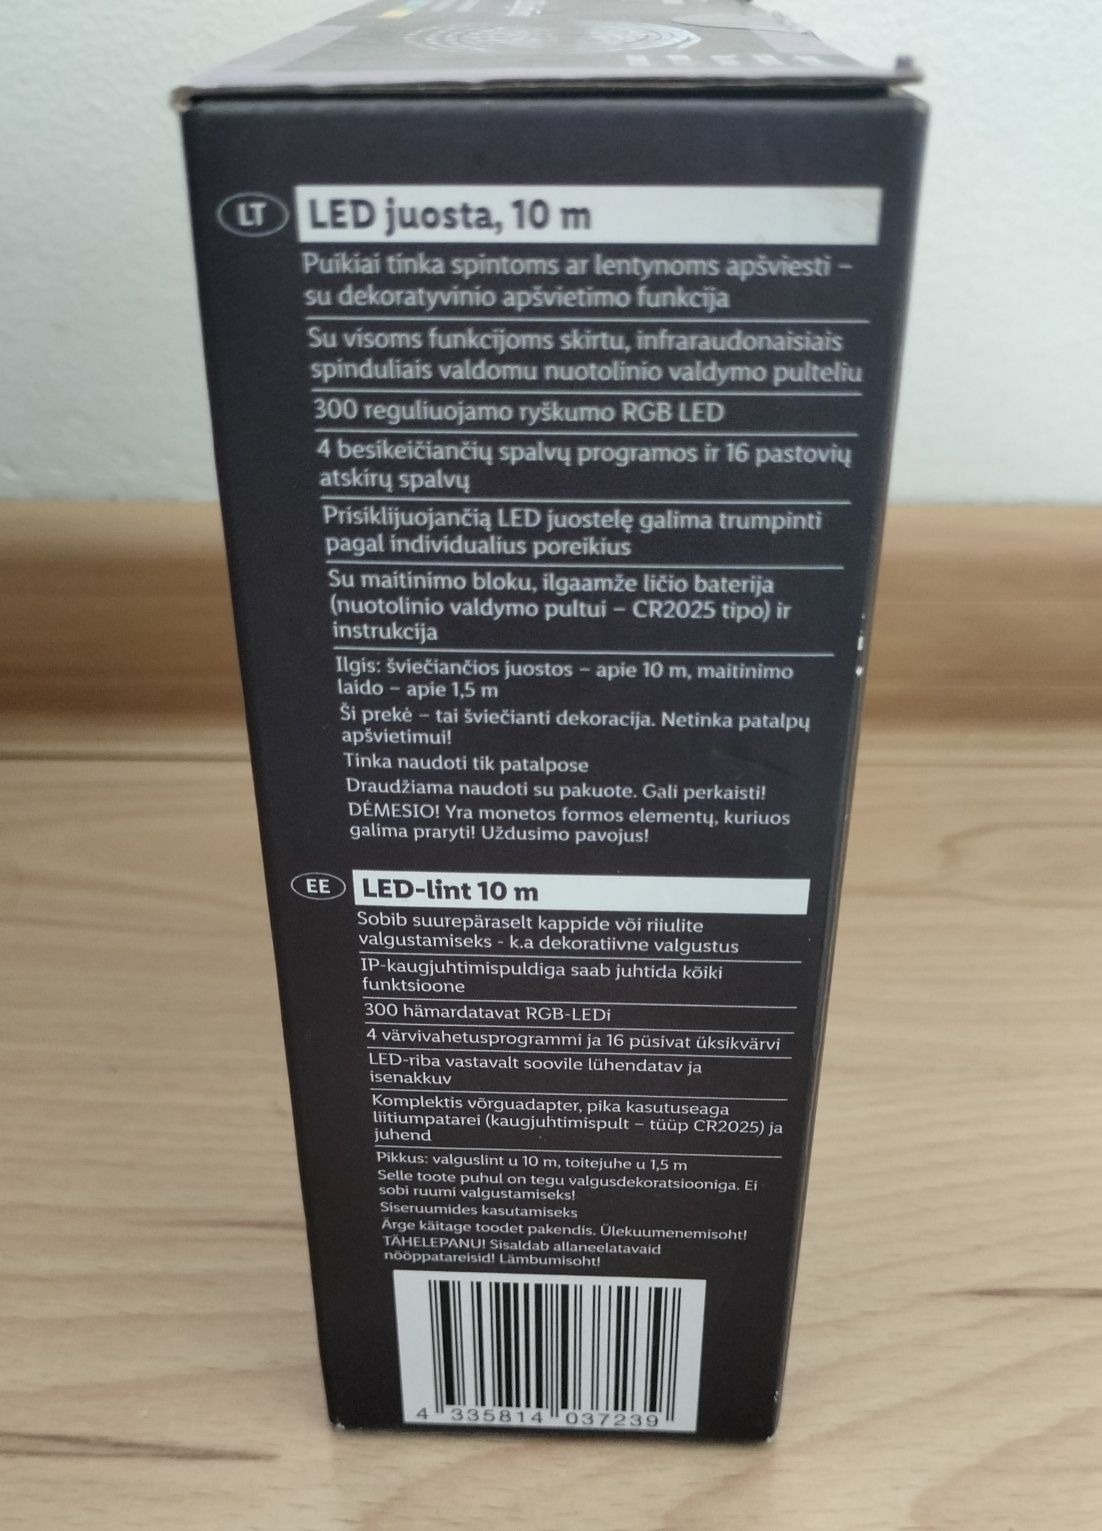 LT
LED juosta, 10 m
Puikiai tinka spintoms ar lentynoms apšviesti –
su dekoratyvinio apšvietimo funkcija
Su visoms funkcijoms skirtu, infraraudonaisiais
spinduliais valdomu nuotolinio valdymo pulteliu
300 reguliuojamo ryškumo RGB LED
4 besikeičiančių spalvų programos ir 16 pastovių
atskirų spalvų
Prisiklijuojančią LED juostelę galima trumpinti
pagal individualius poreikius
Su maitinimo bloku, ilgaamže ličio baterija
(nuotolinio valdymo pultui – CR2025 tipo) ir
instrukcija
Ilgis: šviečiančios juostos – apie 10 m, maitinimo
laido – apie 1,5 m
Ši prekė – tai šviečianti dekoracija. Netinka patalpų
apšvietimui!
Tinka naudoti tik patalpose
Draudžiama naudoti su pakuote. Gali perkaisti!
DĖMESIO! Yra monetos formos elementų, kuriuos
galima praryti! Uždusimo pavojus!
EE
LED-lint 10 m
Sobib suurepäraselt kappide või riiulite
valgustamiseks - k.a dekoratiivne valgustus
IP-kaugjuhtimispuldiga saab juhtida kõiki
funktsioone
300 hämardatavat RGB-LEDi
4 värvivahetusprogrammi ja 16 püsivat üksikvärvi
LED-riba vastavalt soovile lühendatav ja
isenakkuv
Komplektis võrguadapter, pika kasutuseaga
liitiumpatarei (kaugjuhtimispult – tüüp CR2025) ja
juhend
Pikkus: valguslint u 10 m, toitejuhe u 1,5 m
Selle toote puhul on tegu valgusdekoratsiooniga. Ei
sobi ruumi valgustamiseks!
Siseruumides kasutamiseks
Ärge käitage toodet pakendis. Ülekuumenemisoht!
TÄHELEPANU! Sisaldab allaneelatavaid
nööppatareisid! Lämbumisoht!
4 335814 037239